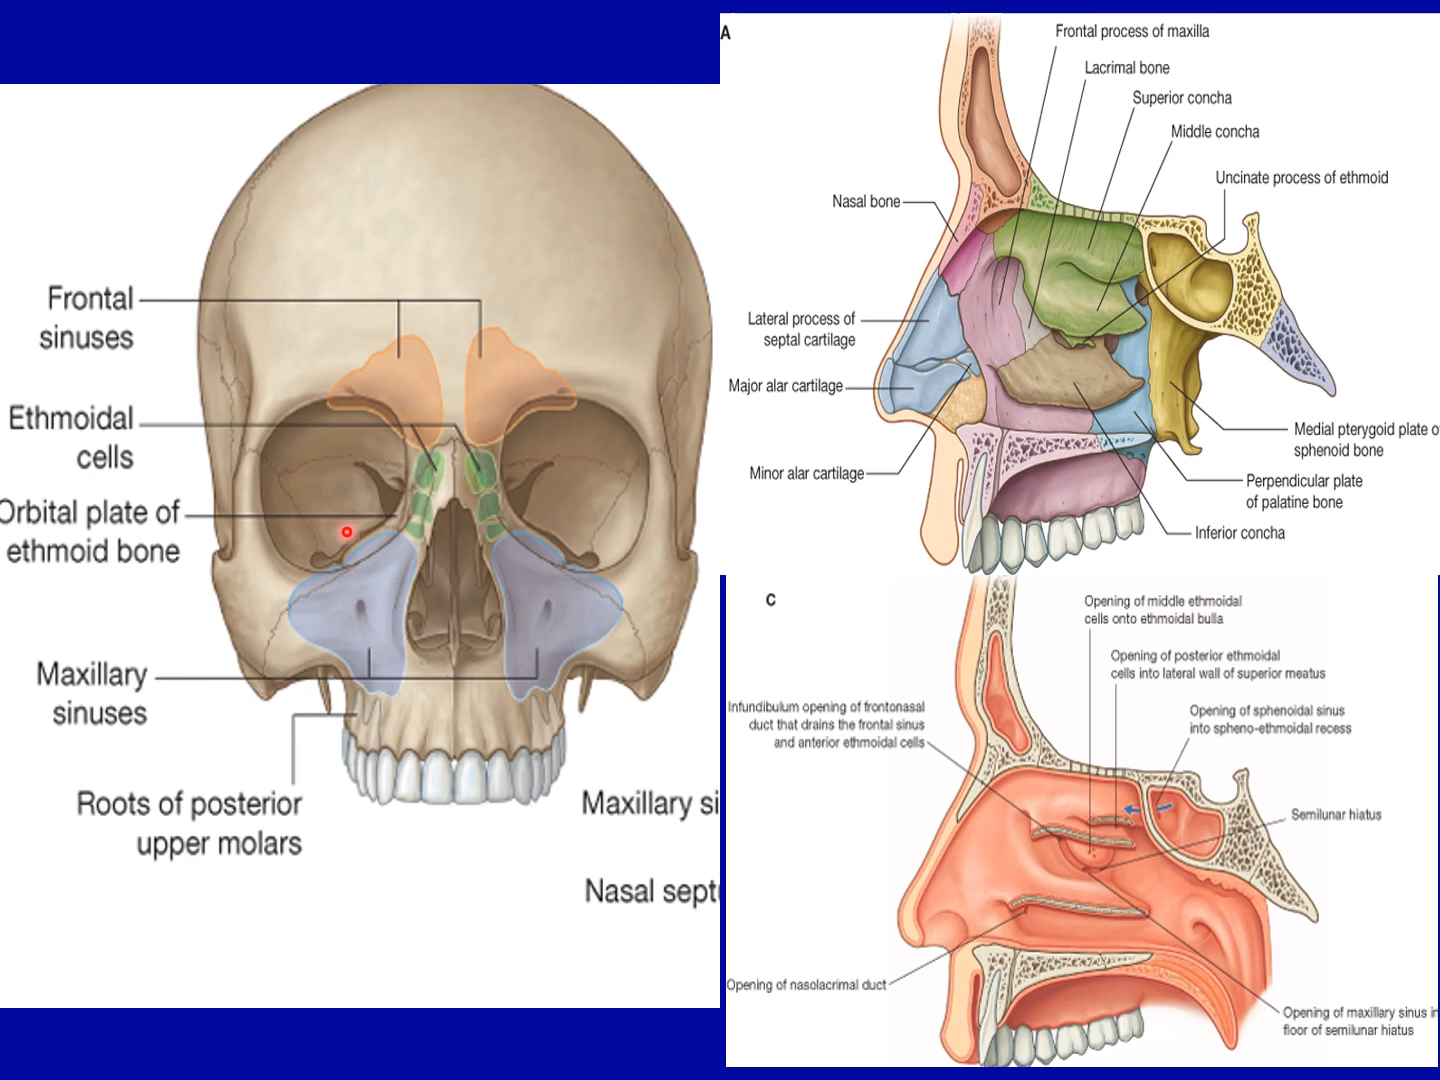 Frontal
sinuses
Ethmoidal
cells
Orbital plate of
ethmoid bone
Maxillary
sinuses
Roots of posterior
upper molars
Maxillary si
Nasal sept
A
Frontal process of maxilla
Lacrimal bone
Superior concha
Middle concha
Uncinate process of ethmoid
Nasal bone
Lateral process of
septal cartilage
Major alar cartilage
Minor alar cartilage
Medial pterygoid plate o
sphenoid bone
Perpendicular plate
of palatine bone
Inferior concha
C
Opening of middle ethmoidal
cells onto ethmoidal bulla
Opening of posterior ethmoidal
cells into lateral wall of superior meatus
Infundibulum opening of frontonasal
duct that drains the frontal sinus
and anterior ethmoidal cells
Opening of sphenoidal sinus
into spheno-ethmoidal recess
Semilunar hiatus
Opening of nasolacrimal duct
Opening of maxillary sinus in
floor of semilunar hiatus